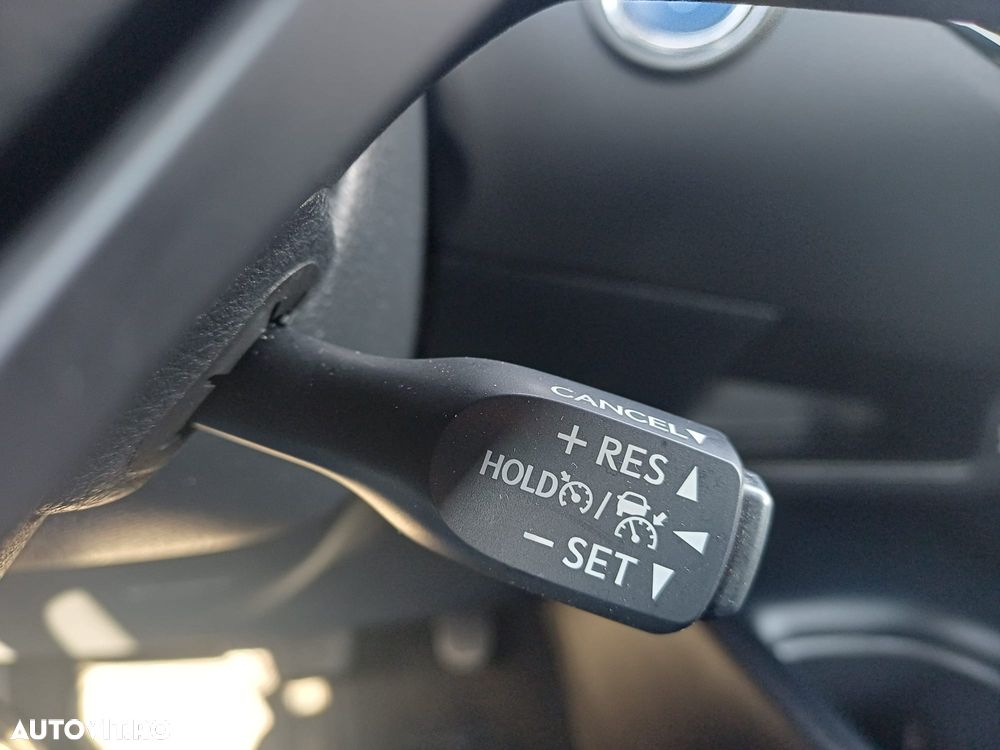 CANCEL
+ RES
HOLD /
- SET
AUTOVIT.RO